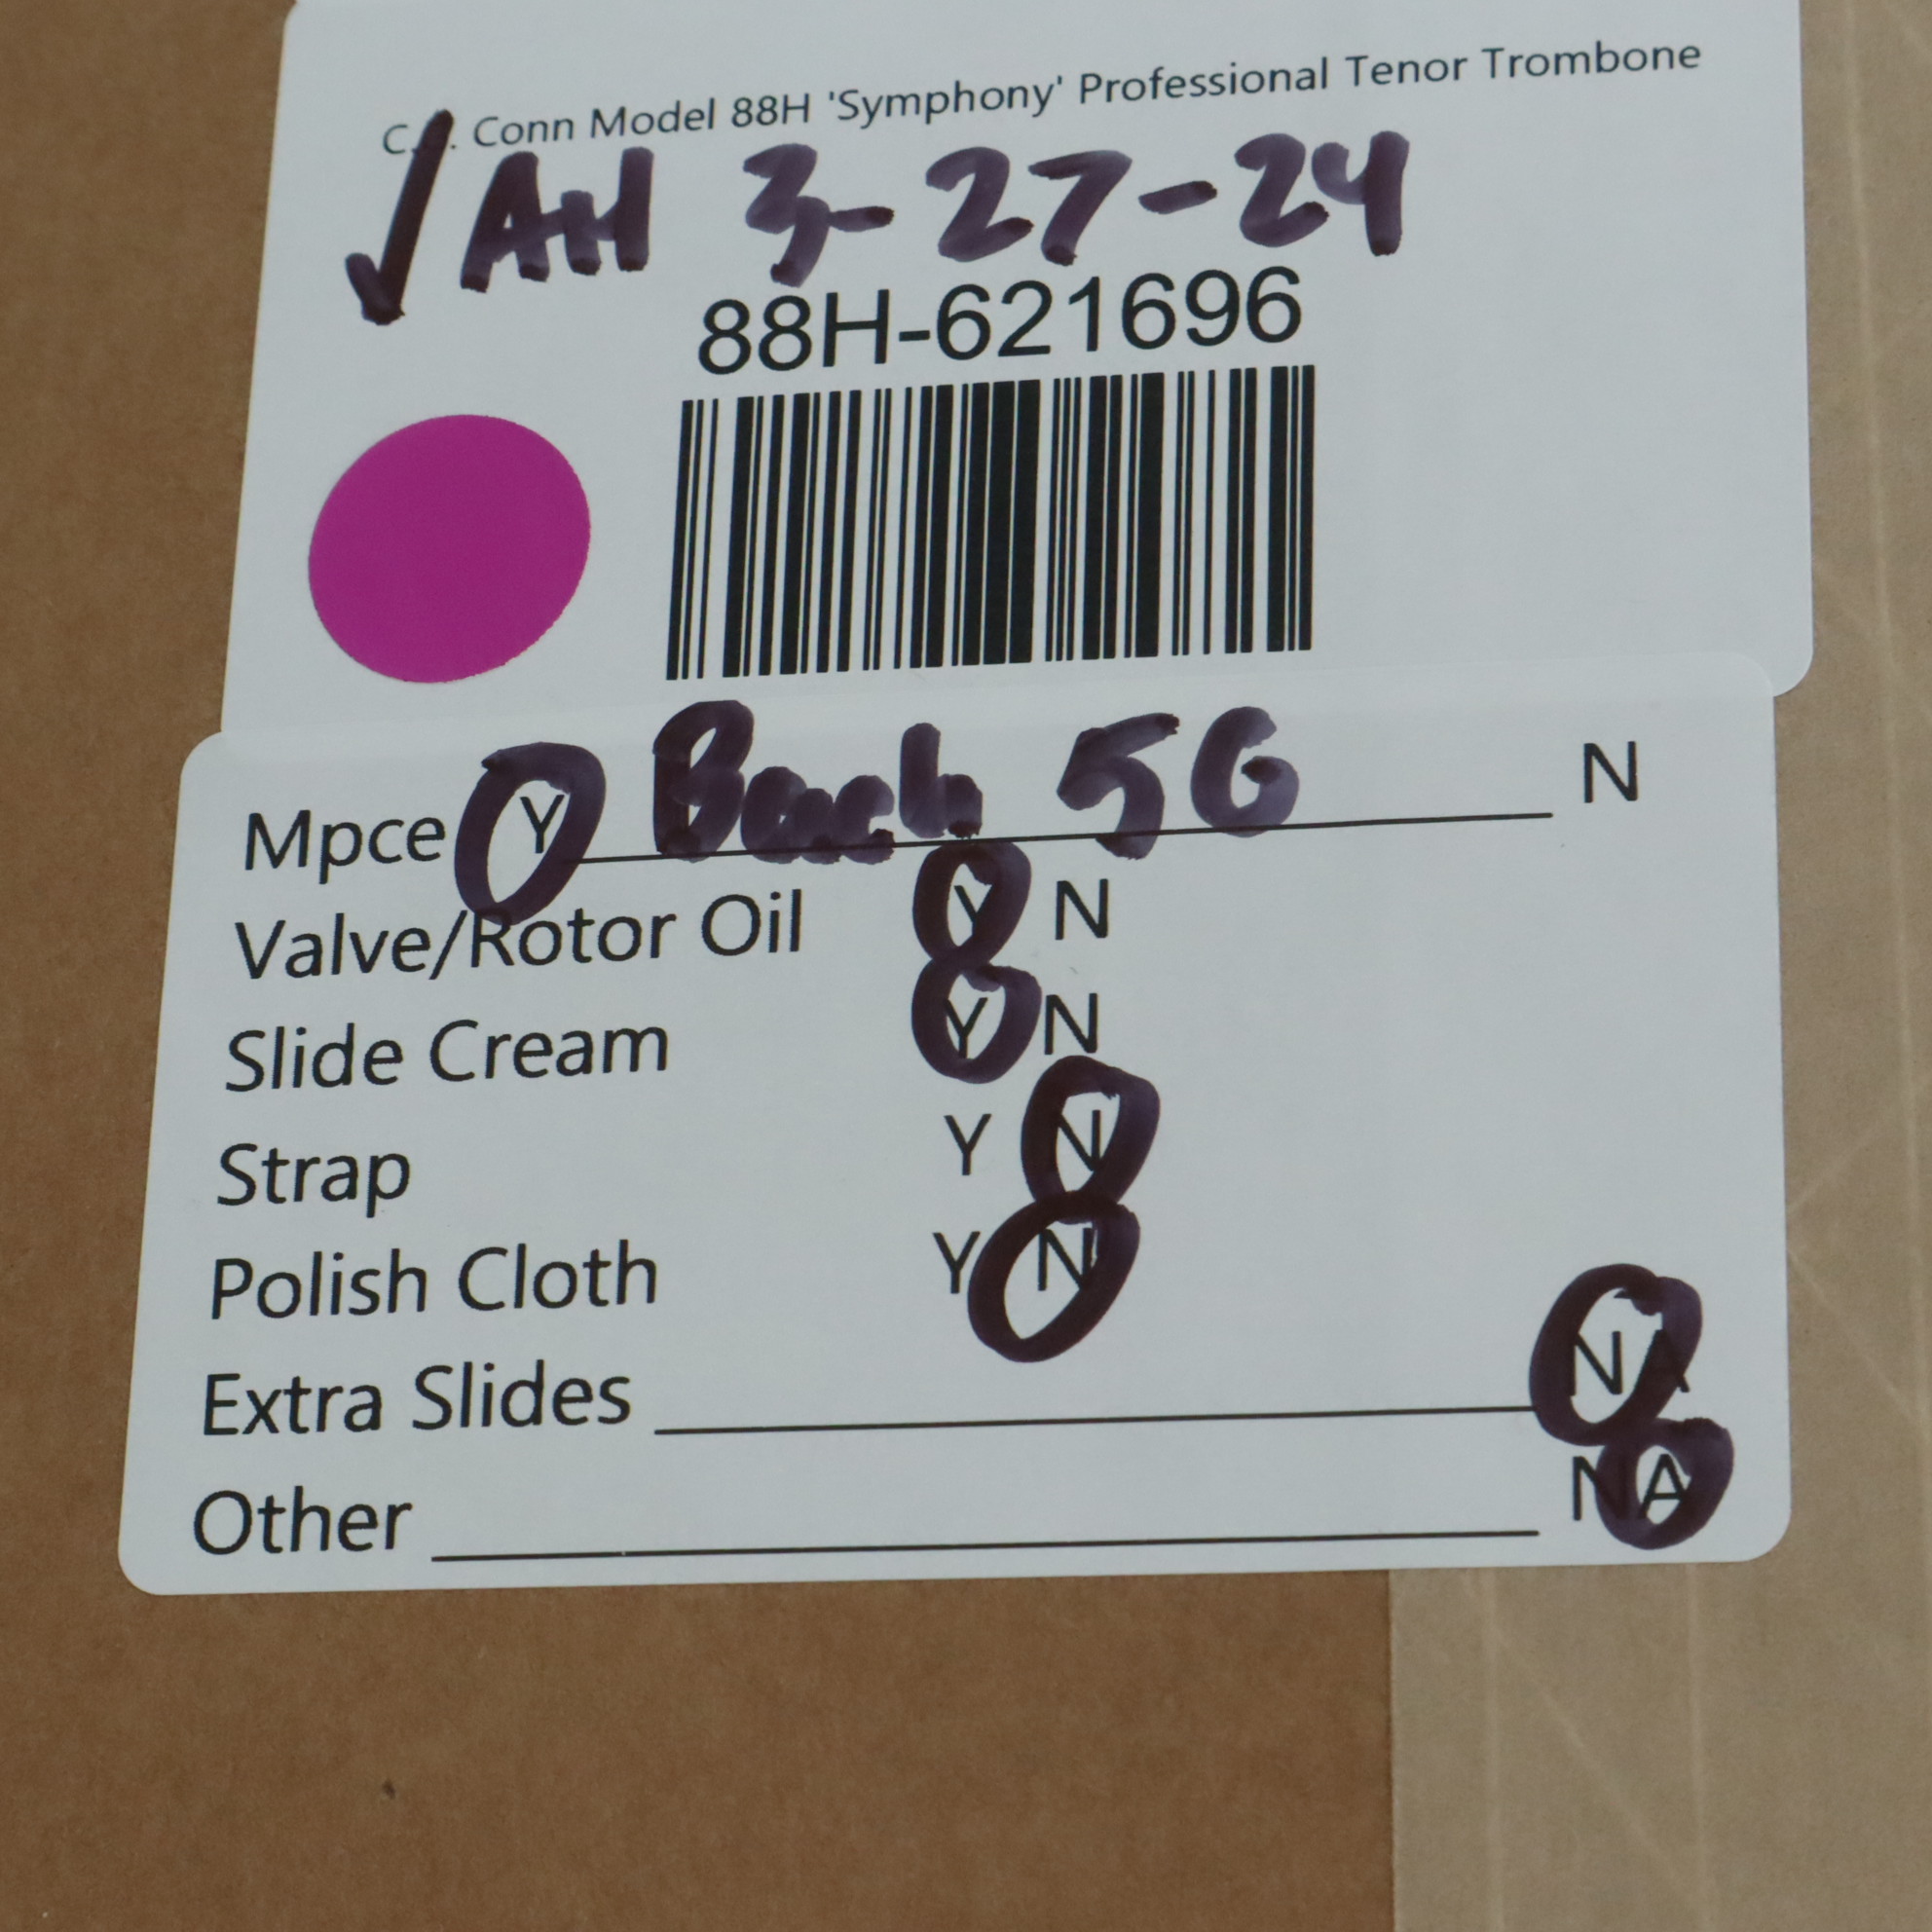 C.G. Conn Model 88H 'Symphony' Professional Tenor Trombone
✓ AH 3-27-24
88H-621696
Mpce Y Bach 5G N
Valve/Rotor Oil Y N
Slide Cream Y N
Strap Y N
Polish Cloth Y N
Extra Slides NA
Other NA